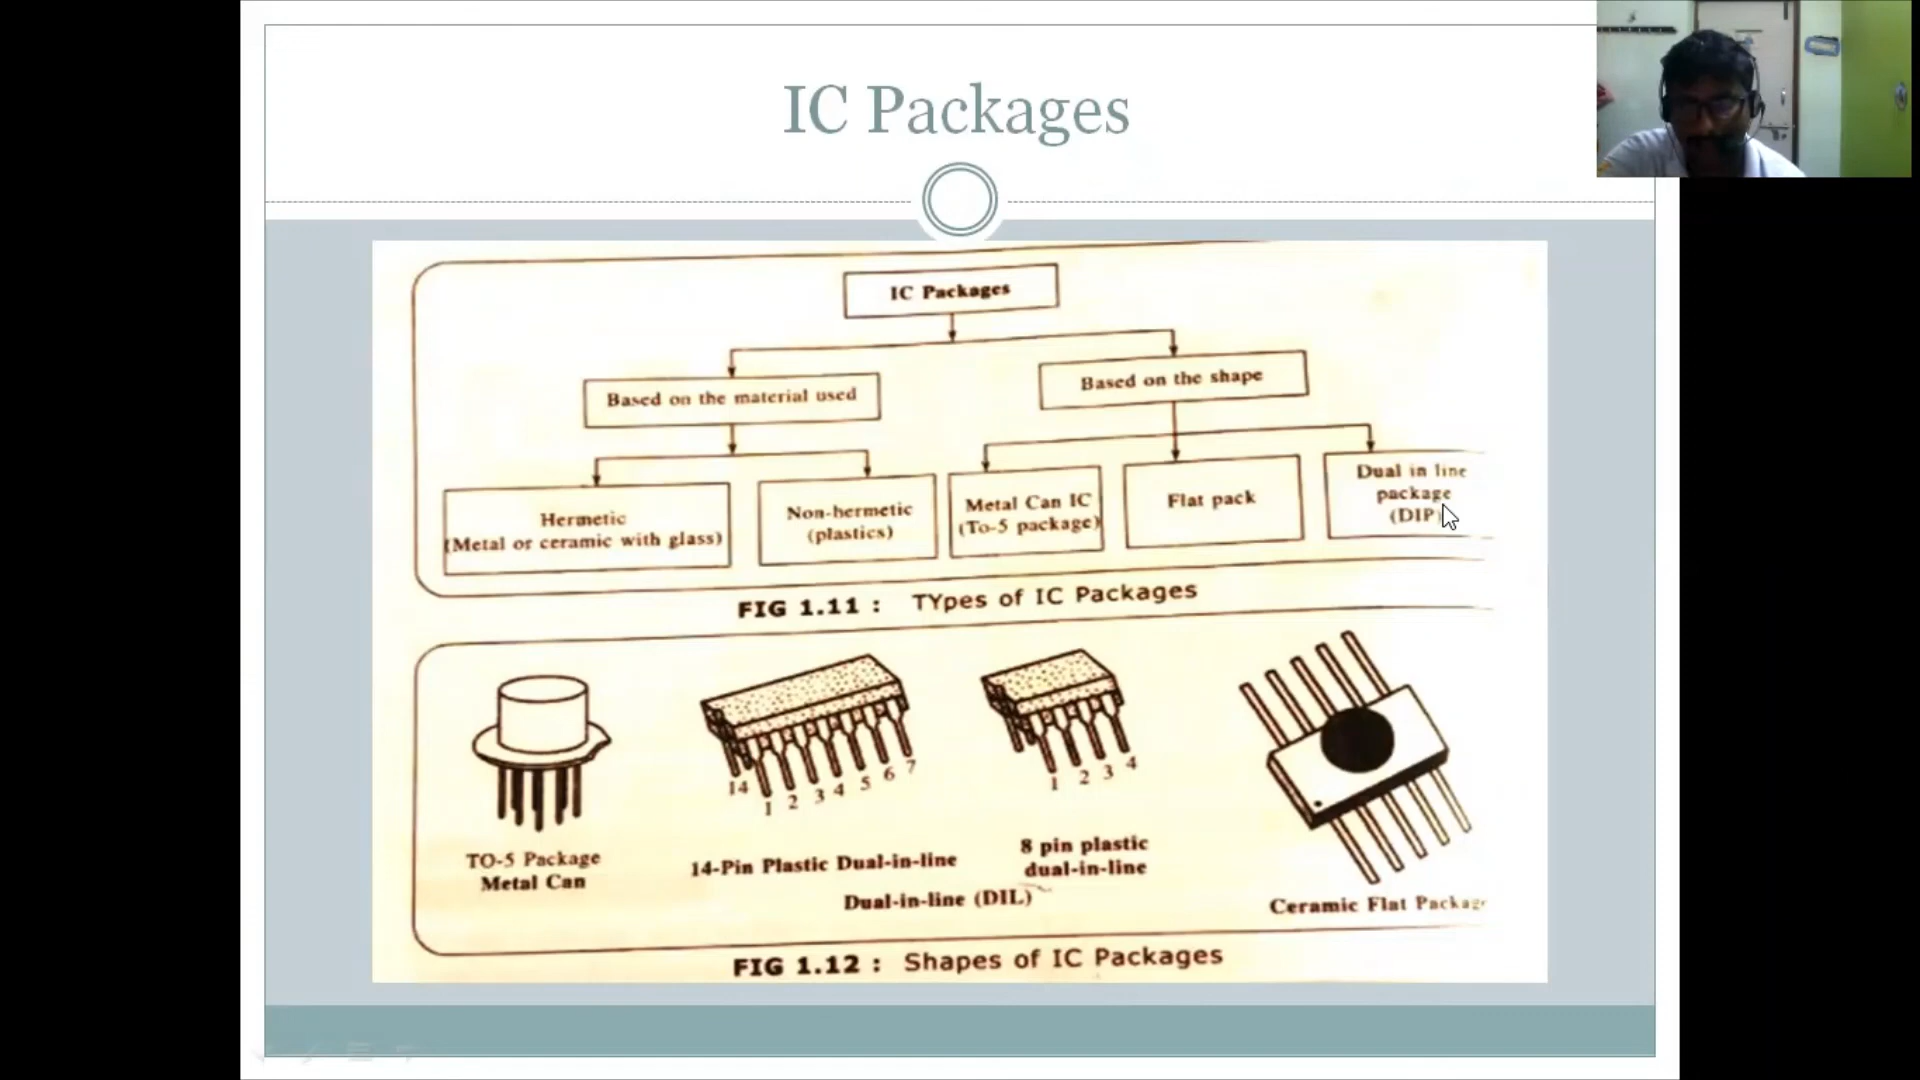 IC Packages
IC Packages
Based on the material used
Based on the shape
Hermetic
(Metal or ceramic with glass)
Non-hermetic
(plastics)
Metal Can IC
(To-5 package)
Flat pack
Dual in line
package
(DIP)
FIG 1.11 : TYpes of IC Packages
14
1 2 3 4 5 6 7
1 2 3 4
TO-5 Package
Metal Can
14-Pin Plastic Dual-in-line
8 pin plastic
dual-in-line
Dual-in-line (DIL)
Ceramic Flat Package
FIG 1.12 : Shapes of IC Packages